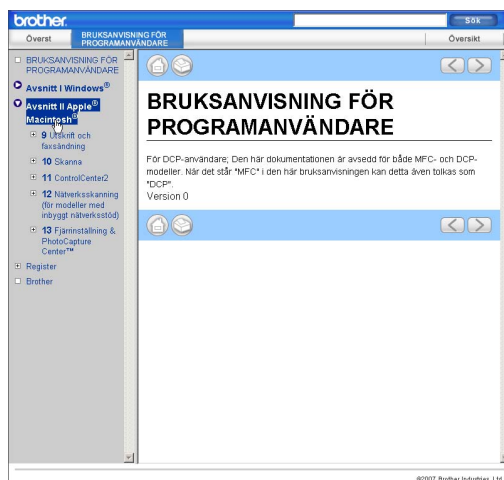 brother.
Sök
Överst
BRUKSANVISNING FÖR
PROGRAMANVÄNDARE
Översikt
BRUKSANVISNING FÖR
PROGRAMANVÄNDARE
Avsnitt I Windows®
Avsnitt II Apple®
Macintosh®
9 Utskrift och
faxsändning
10 Skanna
11 ControlCenter2
12 Nätverksskanning
(för modeller med
inbyggt nätverksstöd)
13 Fjärrinställning &
PhotoCapture
Center™
Register
Brother
BRUKSANVISNING FÖR
PROGRAMANVÄNDARE
För DCP-användare; Den här dokumentationen är avsedd för både MFC- och DCP-
modeller. När det står "MFC" i den här bruksanvisningen kan detta även tolkas som
"DCP".
Version 0
©2007 Brother Industries, Ltd.